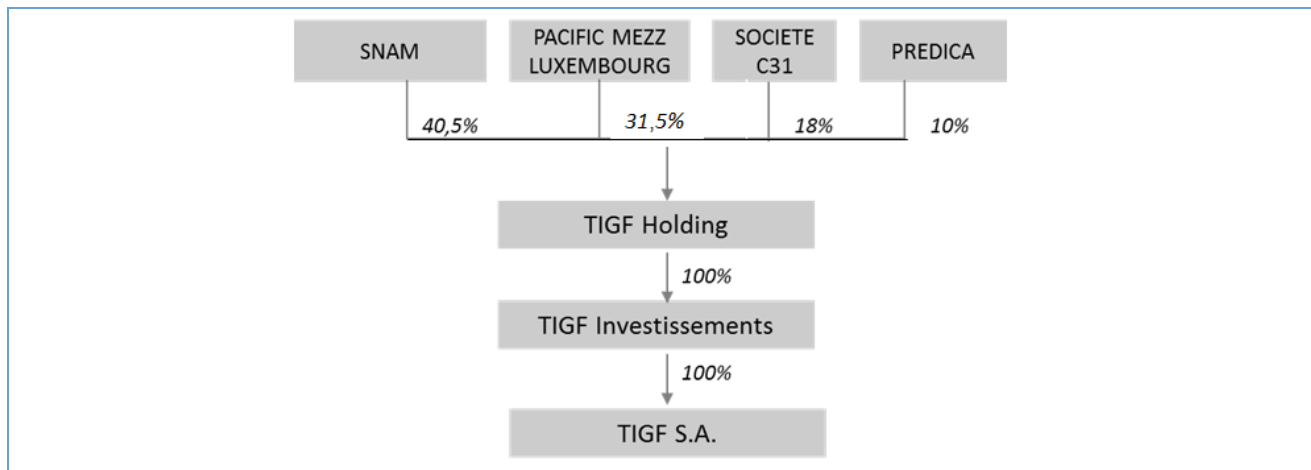 SNAM
PACIFIC MEZZ
LUXEMBOURG
SOCIETE
C31
PREDICA
40,5%
31,5%
18%
10%
TIGF Holding
100%
TIGF Investissements
100%
TIGF S.A.